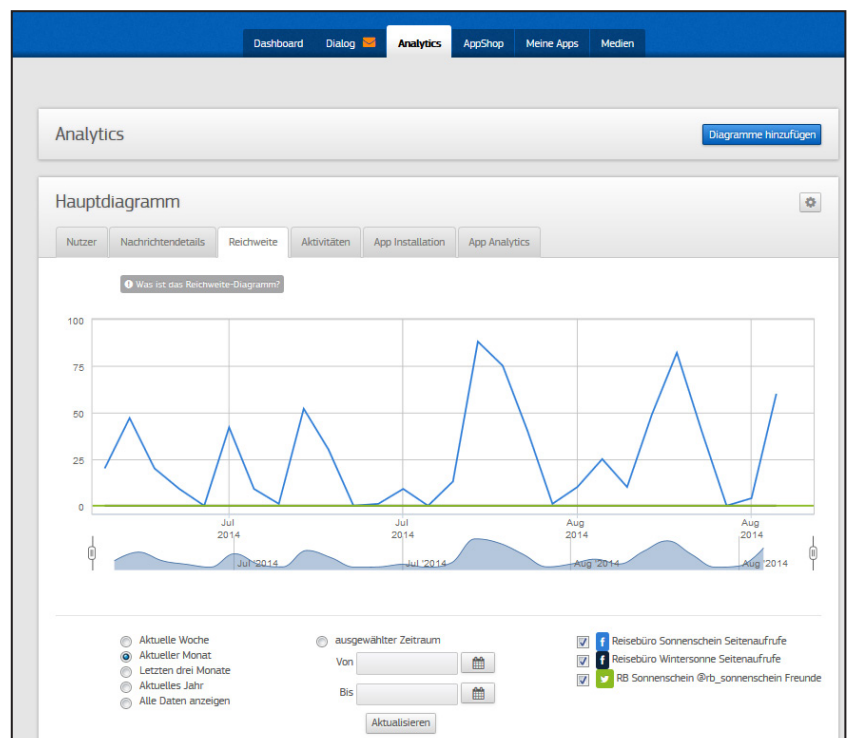 Dashboard Dialog Analytics AppShop Meine Apps Medien
Analytics
Diagramme hinzufügen
Hauptdiagramm
Nutzer Nachrichtendetails Reichweite Aktivitäten App Installation App Analytics
Was ist das Reichweite-Diagramm?
100
75
50
25
0
Jul 2014
Jul 2014
Aug 2014
Aug 2014
Jul '2014 Jul '2014 Aug '2014 Aug '2014
Aktuelle Woche
Aktueller Monat
Letzten drei Monate
Aktuelles Jahr
Alle Daten anzeigen
ausgewählter Zeitraum
Von
Bis
Aktualisieren
Reisebüro Sonnenschein Seitenaufrufe
Reisebüro Wintersonne Seitenaufrufe
RB Sonnenschein @rb_sonnenschein Freunde